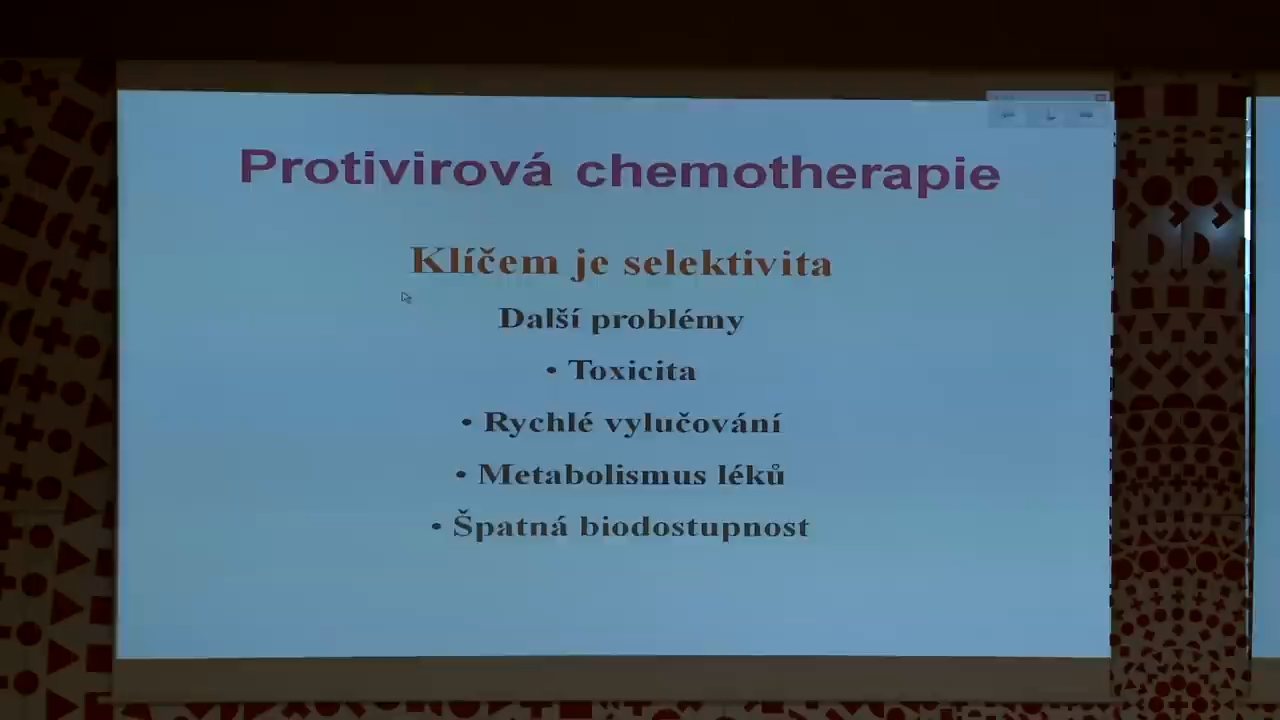 Protivirová chemotherapie
Klíčem je selektivita
Další problémy
• Toxicita
• Rychlé vylučování
• Metabolismus léků
• Špatná biodostupnost